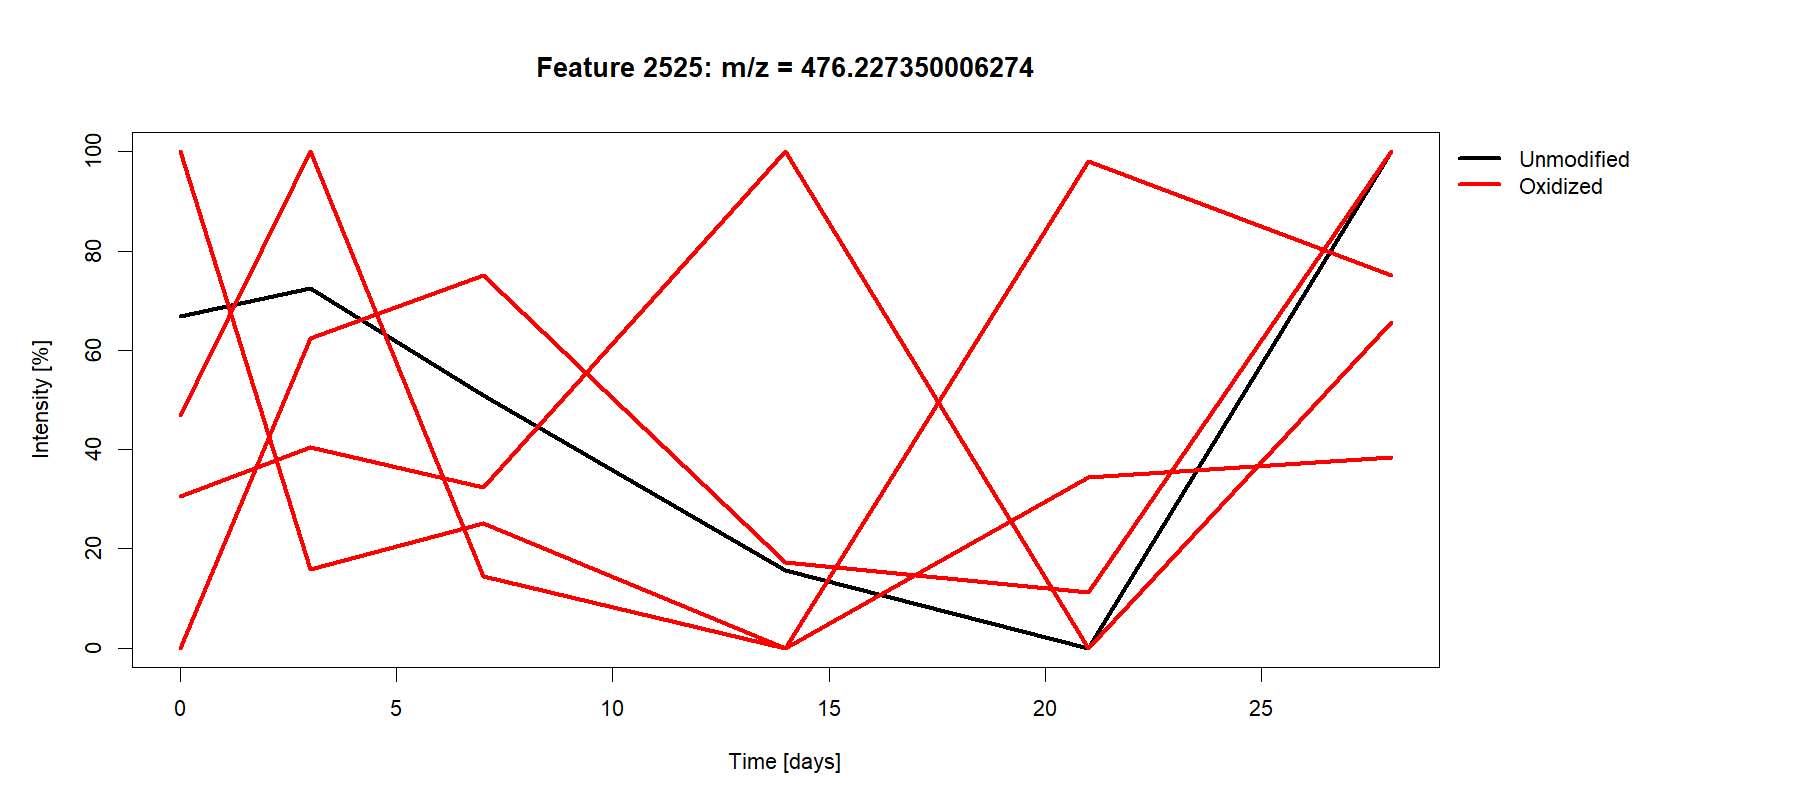 Feature 2525: m/z = 476.227350006274
Unmodified
Oxidized
Intensity [%]
100
80
60
40
20
0
0 5 10 15 20 25
Time [days]